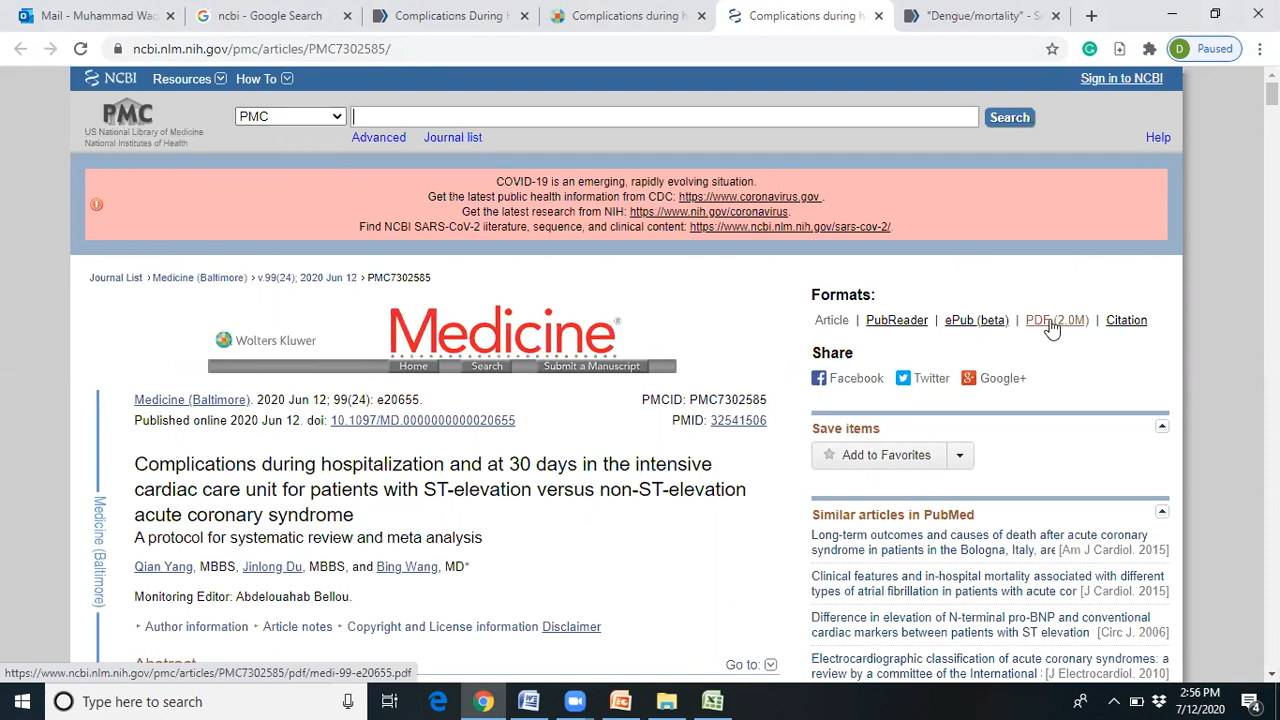 Mail - Muhammad Wac
ncbi - Google Search
Complications During H
Complications during h
Complications during h
"Dengue/mortality" - Se
ncbi.nlm.nih.gov/pmc/articles/PMC7302585/
D Paused
NCBI Resources How To Sign in to NCBI
PMC
US National Library of Medicine
National Institutes of Health
PMC Search
Advanced Journal list Help
COVID-19 is an emerging, rapidly evolving situation.
Get the latest public health information from CDC: https://www.coronavirus.gov .
Get the latest research from NIH: https://www.nih.gov/coronavirus.
Find NCBI SARS-CoV-2 literature, sequence, and clinical content: https://www.ncbi.nlm.nih.gov/sars-cov-2/.
Journal List › Medicine (Baltimore) › v.99(24); 2020 Jun 12 › PMC7302585
Wolters Kluwer
Medicine®
Home Search Submit a Manuscript
Medicine (Baltimore). 2020 Jun 12; 99(24): e20655. PMCID: PMC7302585
Published online 2020 Jun 12. doi: 10.1097/MD.0000000000020655 PMID: 32541506
Complications during hospitalization and at 30 days in the intensive
cardiac care unit for patients with ST-elevation versus non-ST-elevation
acute coronary syndrome
A protocol for systematic review and meta analysis
Qian Yang, MBBS, Jinlong Du, MBBS, and Bing Wang, MD*
Monitoring Editor: Abdelouahab Bellou.
Author information Article notes Copyright and License information Disclaimer
Abstract Go to:
Medicine (Baltimore)
Formats:
Article | PubReader | ePub (beta) | PDF (2.0M) | Citation
Share
Facebook Twitter Google+
Save items
Add to Favorites
Similar articles in PubMed
Long-term outcomes and causes of death after acute coronary
syndrome in patients in the Bologna, Italy, are [Am J Cardiol. 2015]
Clinical features and in-hospital mortality associated with different
types of atrial fibrillation in patients with acute cor [J Cardiol. 2015]
Difference in elevation of N-terminal pro-BNP and conventional
cardiac markers between patients with ST elevation [Circ J. 2006]
Electrocardiographic classification of acute coronary syndromes: a
review by a committee of the International [J Electrocardiol. 2010]
https://www.ncbi.nlm.nih.gov/pmc/articles/PMC7302585/pdf/medi-99-e20655.pdf
Type here to search
2:56 PM
7/12/2020
4